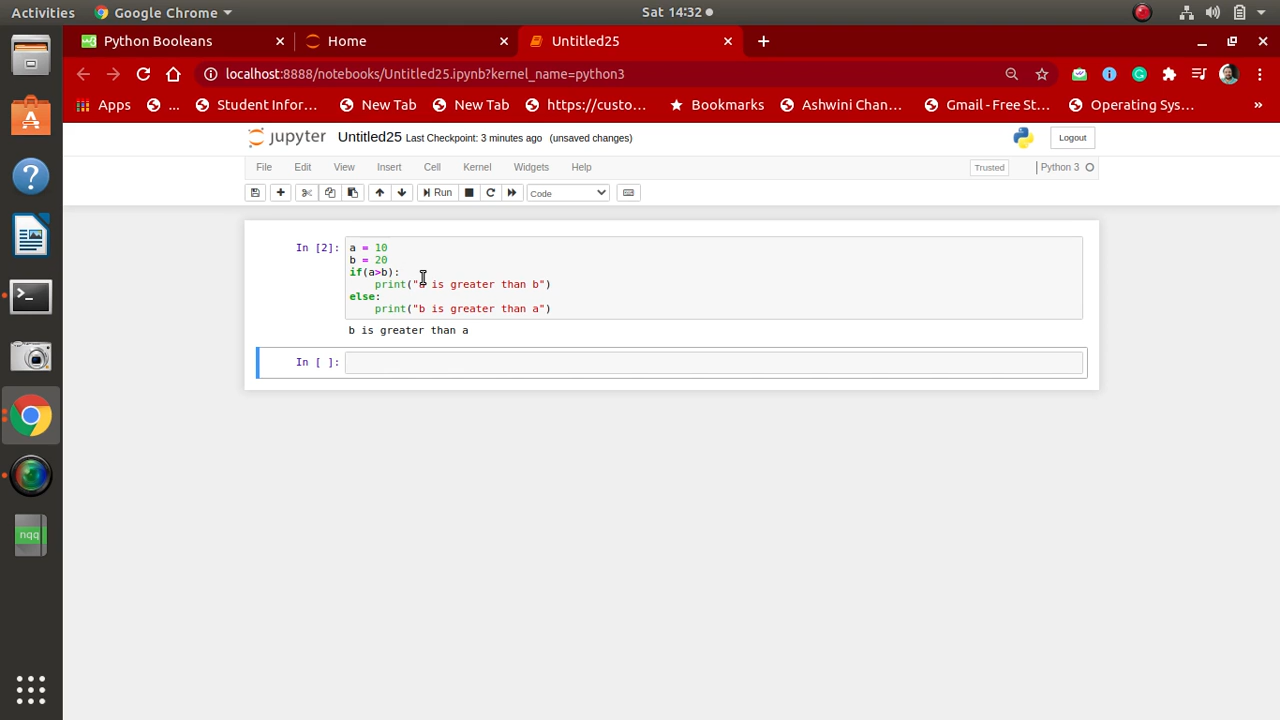 Activities Google Chrome Sat 14:32
Python Booleans Home Untitled25
localhost:8888/notebooks/Untitled25.ipynb?kernel_name=python3
Apps ... Student Infor... New Tab New Tab https://custo... Bookmarks Ashwini Chan... Gmail - Free St... Operating Sys... »
jupyter Untitled25 Last Checkpoint: 3 minutes ago (unsaved changes) Logout
File Edit View Insert Cell Kernel Widgets Help Trusted Python 3
Run Code
In [2]: a = 10
b = 20
if(a>b):
print("a is greater than b")
else:
print("b is greater than a")
b is greater than a
In [ ]:
nqq